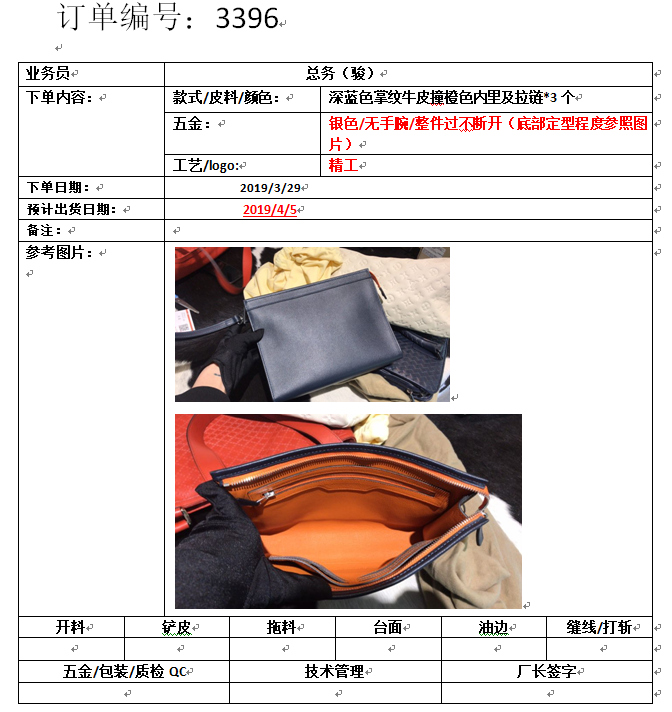 订单编号：3396
业务员 总务（骏）
下单内容： 款式/皮料/颜色： 深蓝色掌纹牛皮撞橙色内里及拉链*3 个
五金： 银色/无手腕/整件过不断开（底部定型程度参照图
片）
工艺/logo: 精工
下单日期： 2019/3/29
预计出货日期： 2019/4/5
备注：
参考图片：
开料 铲皮 拖料 台面 油边 缝线/打斩
五金/包装/质检 QC 技术管理 厂长签字